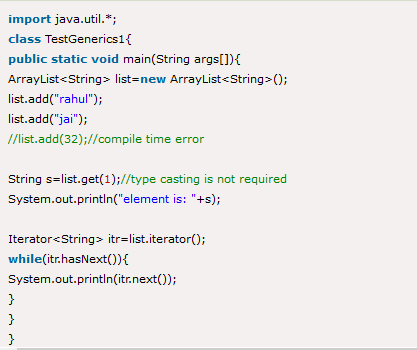 import java.util.*;
class TestGenerics1{
public static void main(String args[]){
ArrayList<String> list=new ArrayList<String>();
list.add("rahul");
list.add("jai");
//list.add(32);//compile time error
String s=list.get(1);//type casting is not required
System.out.println("element is: "+s);
Iterator<String> itr=list.iterator();
while(itr.hasNext()){
System.out.println(itr.next());
}
}
}